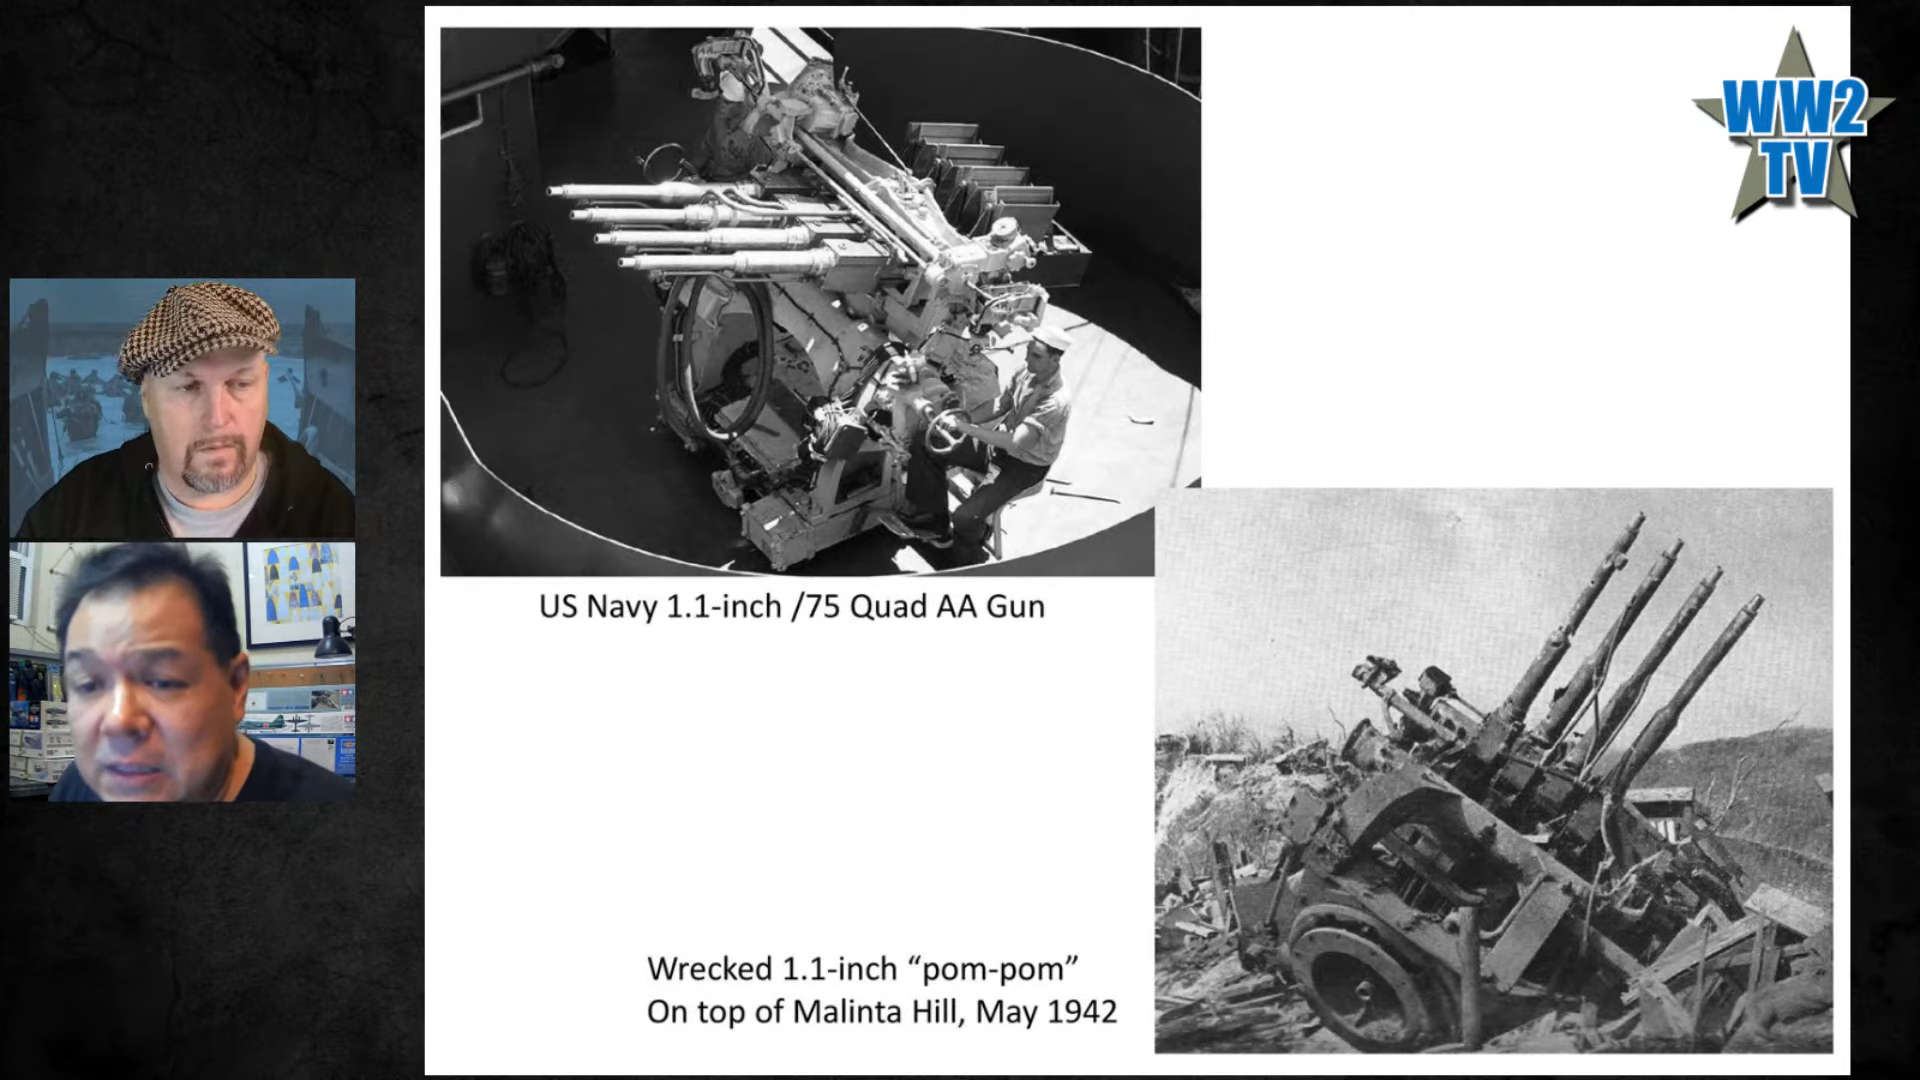 WW2
TV
US Navy 1.1-inch /75 Quad AA Gun
Wrecked 1.1-inch “pom-pom”
On top of Malinta Hill, May 1942